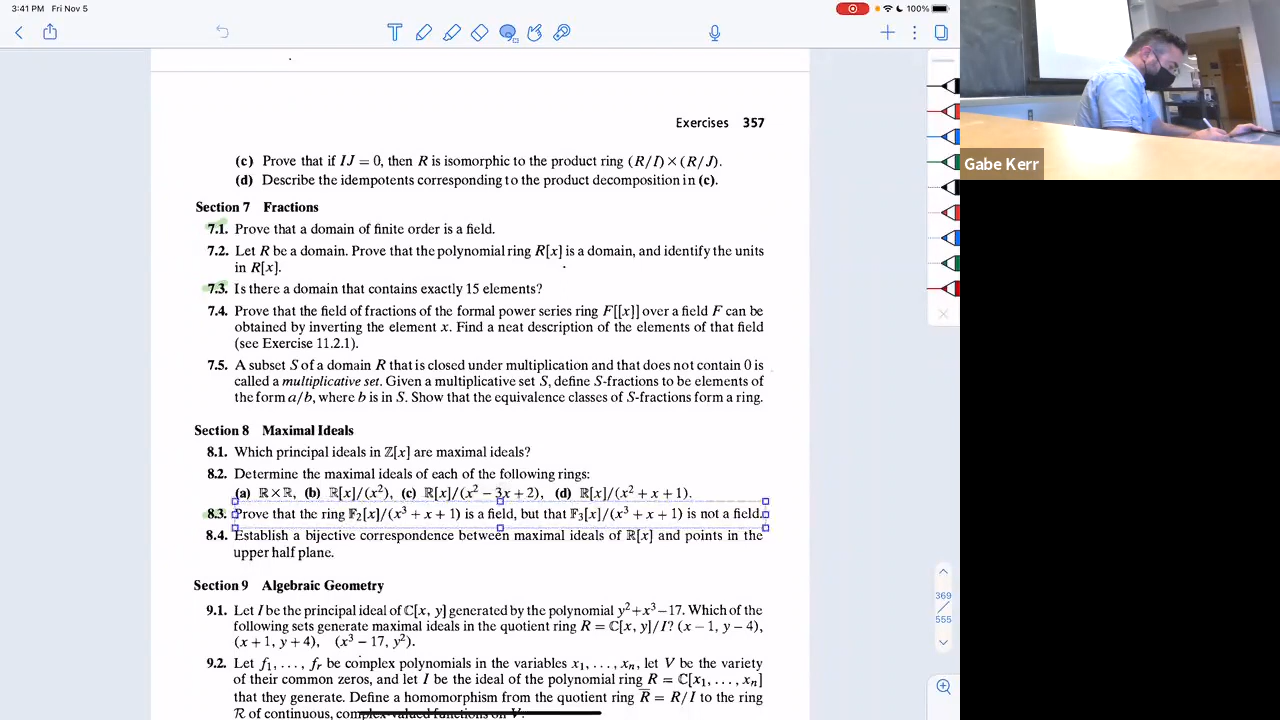 3:41 PM Fri Nov 5
100%
Exercises 357
(c) Prove that if IJ = 0, then R is isomorphic to the product ring (R/I) × (R/J).
(d) Describe the idempotents corresponding to the product decomposition in (c).
Section 7 Fractions
7.1. Prove that a domain of finite order is a field.
7.2. Let R be a domain. Prove that the polynomial ring R[x] is a domain, and identify the units
in R[x].
7.3. Is there a domain that contains exactly 15 elements?
7.4. Prove that the field of fractions of the formal power series ring F[[x]] over a field F can be
obtained by inverting the element x. Find a neat description of the elements of that field
(see Exercise 11.2.1).
7.5. A subset S of a domain R that is closed under multiplication and that does not contain 0 is
called a multiplicative set. Given a multiplicative set S, define S-fractions to be elements of
the form a/b, where b is in S. Show that the equivalence classes of S-fractions form a ring.
Section 8 Maximal Ideals
8.1. Which principal ideals in ℤ[x] are maximal ideals?
8.2. Determine the maximal ideals of each of the following rings:
(a) ℝ×ℝ, (b) ℝ[x]/(x²), (c) ℝ[x]/(x² − 3x + 2), (d) ℝ[x]/(x² + x + 1).
8.3. Prove that the ring 𝔽₂[x]/(x³ + x + 1) is a field, but that 𝔽₃[x]/(x³ + x + 1) is not a field.
8.4. Establish a bijective correspondence between maximal ideals of ℝ[x] and points in the
upper half plane.
Section 9 Algebraic Geometry
9.1. Let I be the principal ideal of ℂ[x, y] generated by the polynomial y²+x³−17. Which of the
following sets generate maximal ideals in the quotient ring R = ℂ[x, y]/I? (x − 1, y − 4),
(x + 1, y + 4), (x³ − 17, y²).
9.2. Let f₁, . . . , fᵣ be complex polynomials in the variables x₁, . . . , xₙ, let V be the variety
of their common zeros, and let I be the ideal of the polynomial ring R = ℂ[x₁, . . . , xₙ]
that they generate. Define a homomorphism from the quotient ring R̅ = R/I to the ring
ℛ of continuous, complex-valued functions on V.
369
/
555
Gabe Kerr